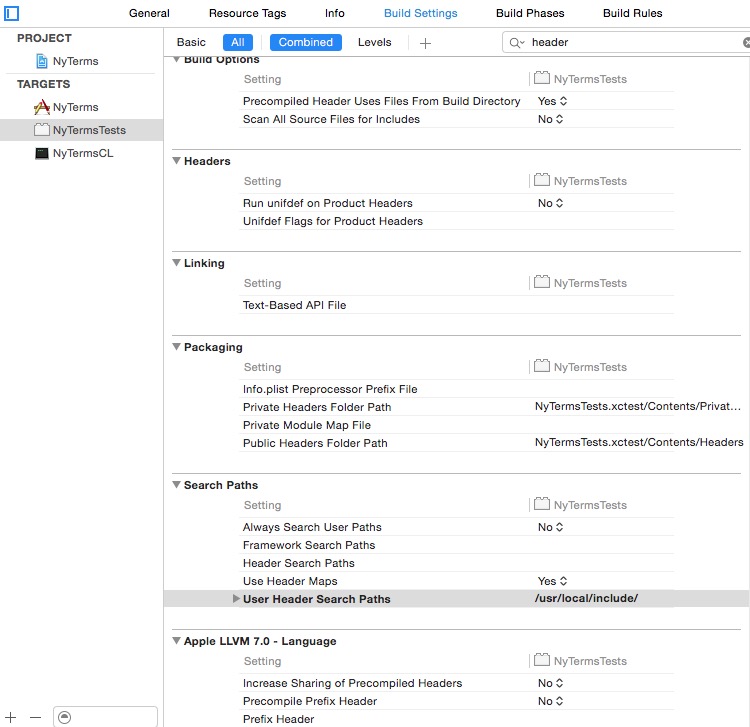 General Resource Tags Info Build Settings Build Phases Build Rules
PROJECT
NyTerms
TARGETS
NyTerms
NyTermsTests
NyTermsCL
Basic All Combined Levels + header
Build Options
Setting NyTermsTests
Precompiled Header Uses Files From Build Directory Yes
Scan All Source Files for Includes No
Headers
Setting NyTermsTests
Run unifdef on Product Headers No
Unifdef Flags for Product Headers
Linking
Setting NyTermsTests
Text-Based API File
Packaging
Setting NyTermsTests
Info.plist Preprocessor Prefix File
Private Headers Folder Path NyTermsTests.xctest/Contents/Privat...
Private Module Map File
Public Headers Folder Path NyTermsTests.xctest/Contents/Headers
Search Paths
Setting NyTermsTests
Always Search User Paths No
Framework Search Paths
Header Search Paths
Use Header Maps Yes
User Header Search Paths /usr/local/include/
Apple LLVM 7.0 - Language
Setting NyTermsTests
Increase Sharing of Precompiled Headers No
Precompile Prefix Header No
Prefix Header